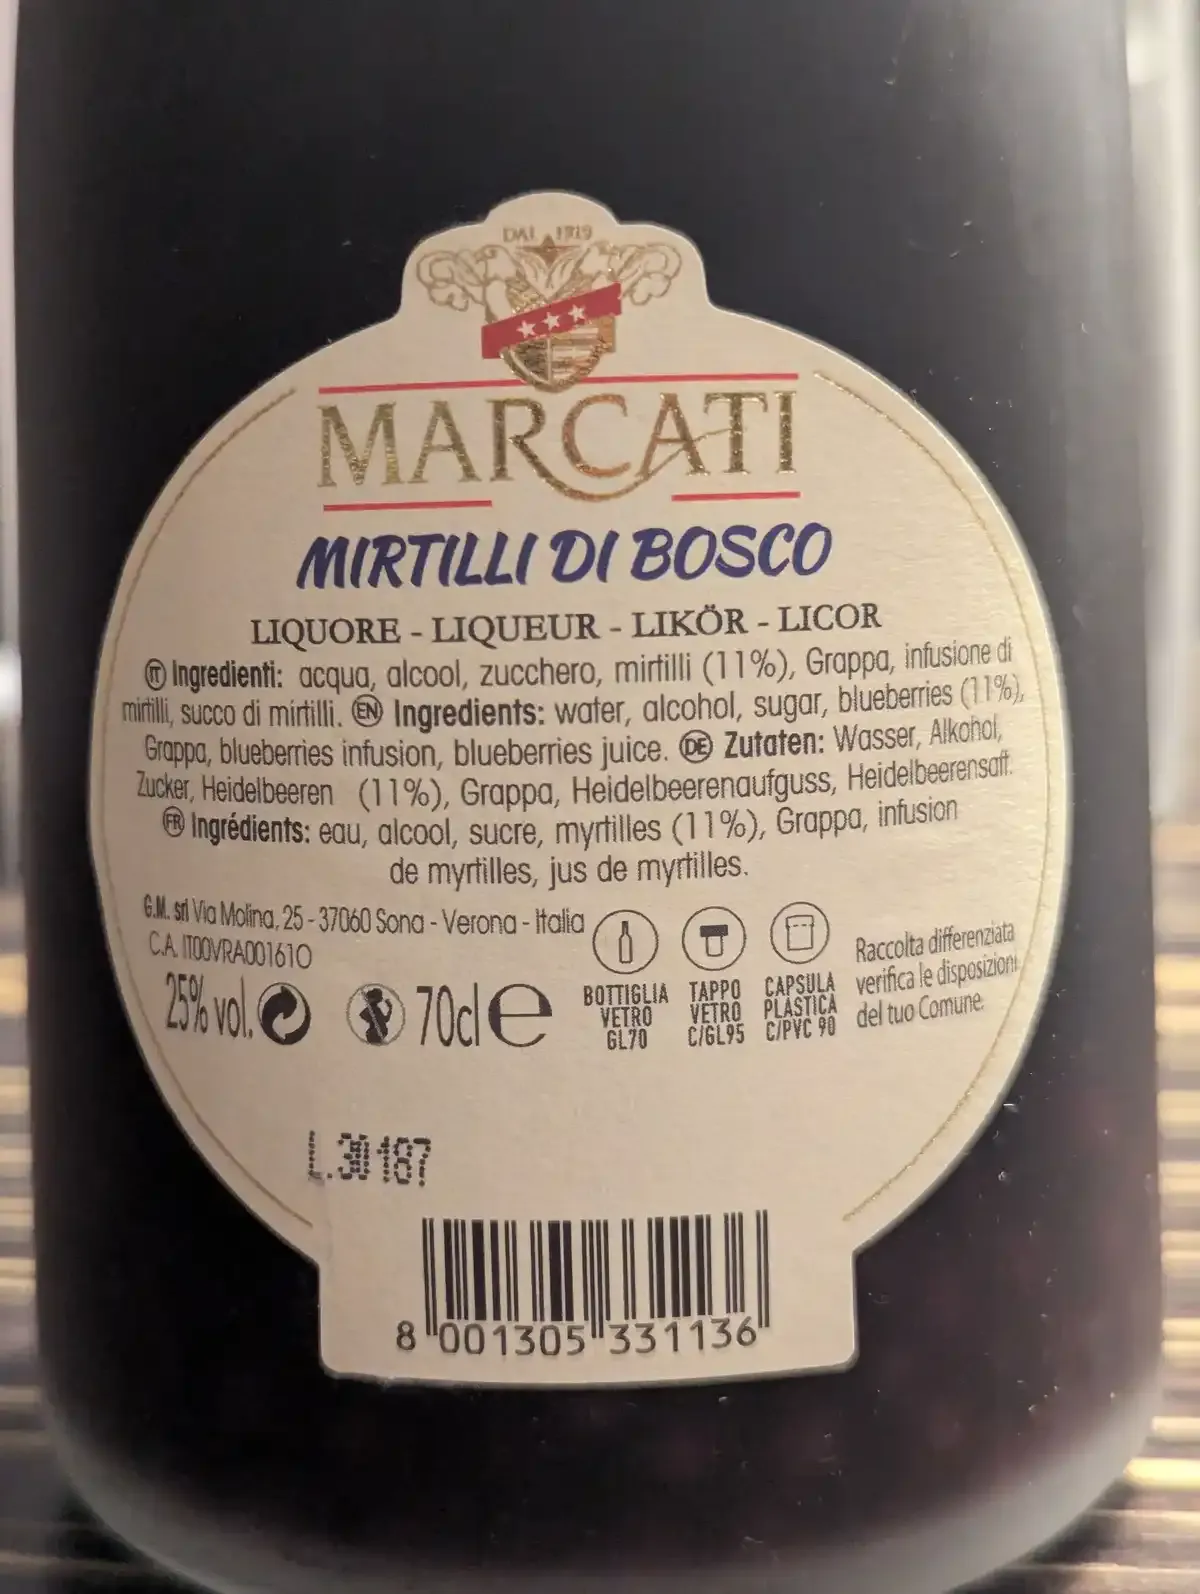 DAL 1919
MARCATI
MIRTILLI DI BOSCO
LIQUORE - LIQUEUR - LIKÖR - LICOR
IT Ingredienti: acqua, alcool, zucchero, mirtilli (11%), Grappa, infusione di
mirtilli, succo di mirtilli. EN Ingredients: water, alcohol, sugar, blueberries (11%),
Grappa, blueberries infusion, blueberries juice. DE Zutaten: Wasser, Alkohol,
Zucker, Heidelbeeren (11%), Grappa, Heidelbeerenaufguss, Heidelbeerensaft.
FR Ingrédients: eau, alcool, sucre, myrtilles (11%), Grappa, infusion
de myrtilles, jus de myrtilles.
G.M. srl Via Molina, 25 - 37060 Sona - Verona - Italia
C.A. IT00VRA00161O
25% vol. 70cl e
BOTTIGLIA
VETRO
GL70
TAPPO
VETRO
C/GL95
CAPSULA
PLASTICA
C/PVC 90
Raccolta differenziata
verifica le disposizioni
del tuo Comune.
L.30187
8 001305 331136